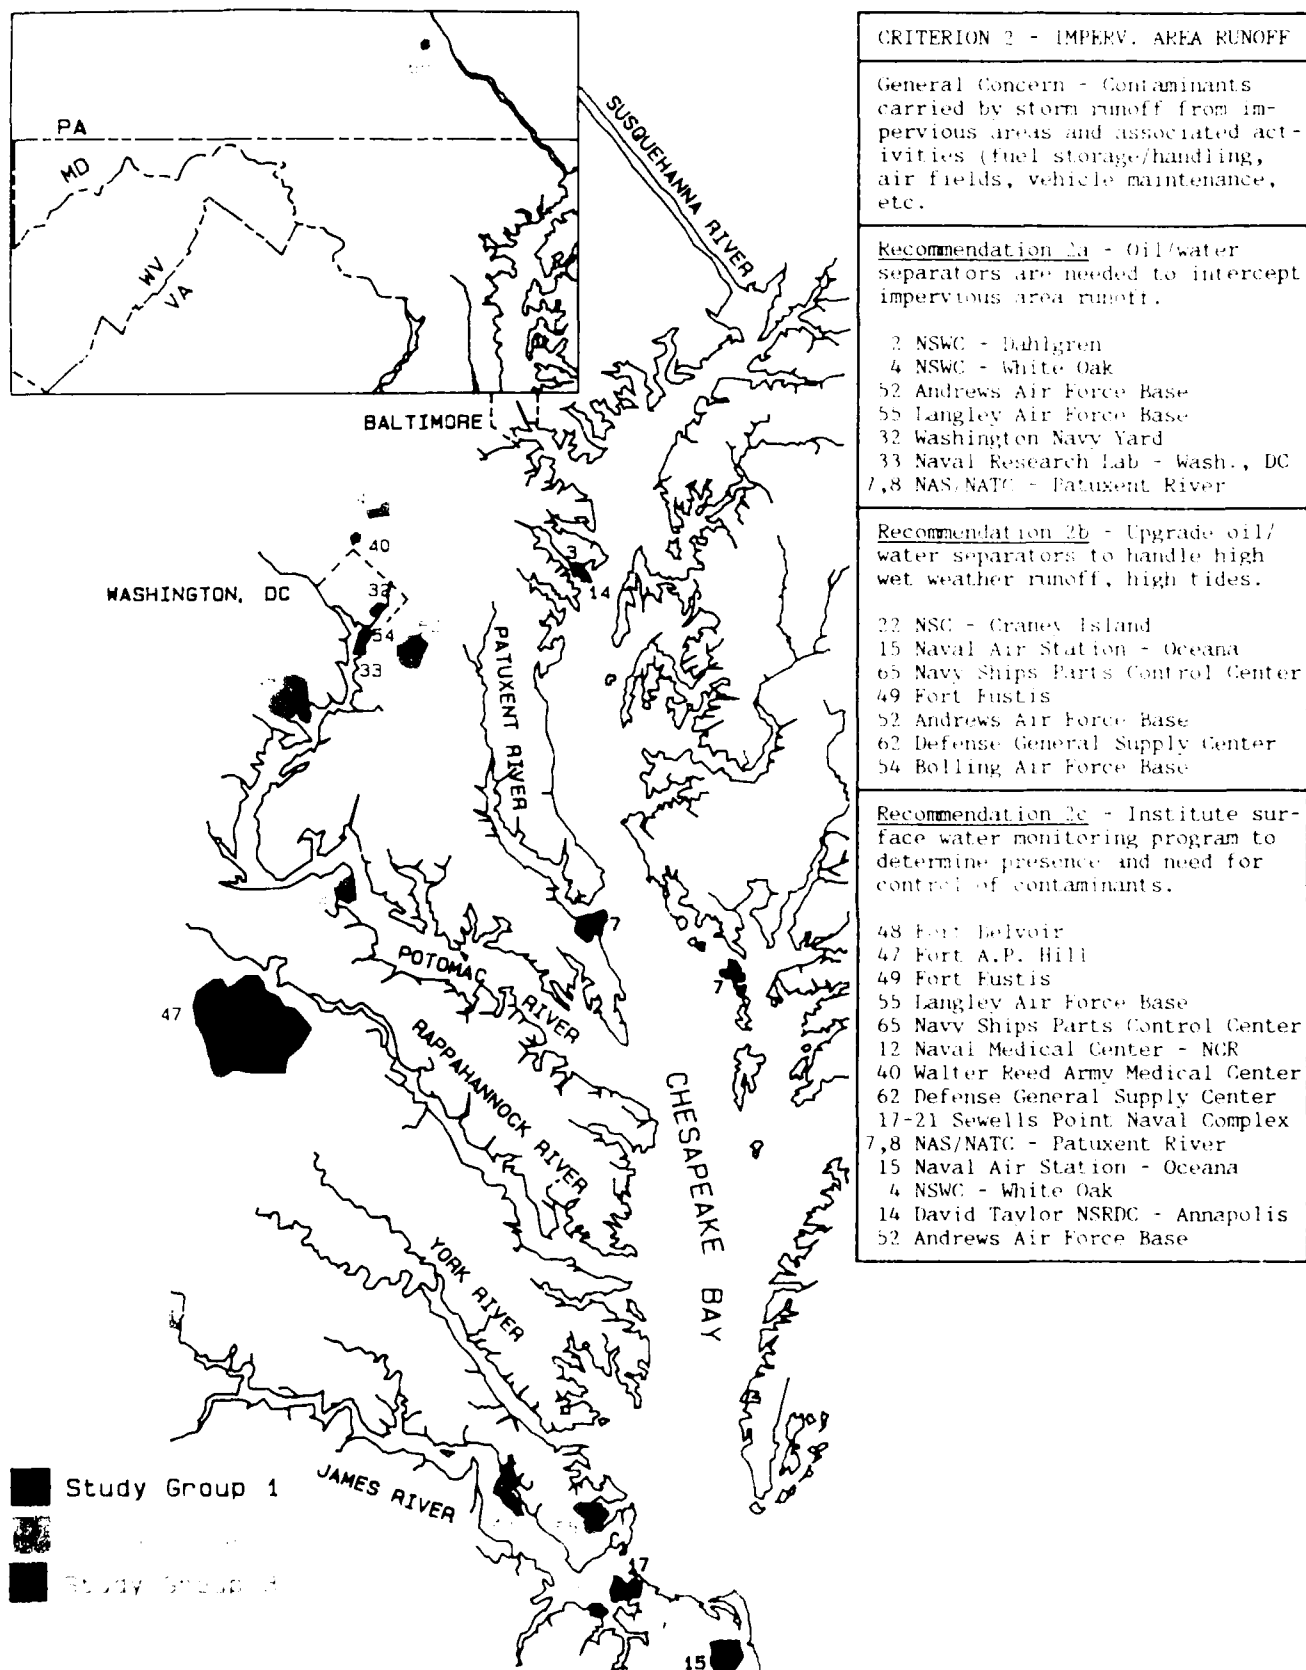 PA
MD
WV
VA
SUSQUEHANNA RIVER
BALTIMORE
40
WASHINGTON, DC
32
54
33
3
14
PATUXENT RIVER
7
7
POTOMAC RIVER
47
RAPPAHANNOCK RIVER
CHESAPEAKE BAY
YORK RIVER
JAMES RIVER
17
15
Study Group 1
Study Group
CRITERION 2 - IMPERV. AREA RUNOFF
General Concern - Contaminants
carried by storm runoff from im-
pervious areas and associated act-
ivities (fuel storage/handling,
air fields, vehicle maintenance,
etc.
Recommendation 2a - Oil/water
separators are needed to intercept
impervious area runoff.
2 NSWC - Dahlgren
4 NSWC - White Oak
52 Andrews Air Force Base
55 Langley Air Force Base
32 Washington Navy Yard
33 Naval Research Lab - Wash., DC
7,8 NAS/NATC - Patuxent River
Recommendation 2b - Upgrade oil/
water separators to handle high
wet weather runoff, high tides.
22 NSC - Craney Island
15 Naval Air Station - Oceana
65 Navy Ships Parts Control Center
49 Fort Eustis
52 Andrews Air Force Base
62 Defense General Supply Center
54 Bolling Air Force Base
Recommendation 2c - Institute sur-
face water monitoring program to
determine presence and need for
control of contaminants.
48 Fort Belvoir
47 Fort A.P. Hill
49 Fort Eustis
55 Langley Air Force Base
65 Navy Ships Parts Control Center
12 Naval Medical Center - NCR
40 Walter Reed Army Medical Center
62 Defense General Supply Center
17-21 Sewells Point Naval Complex
7,8 NAS/NATC - Patuxent River
15 Naval Air Station - Oceana
4 NSWC - White Oak
14 David Taylor NSRDC - Annapolis
52 Andrews Air Force Base